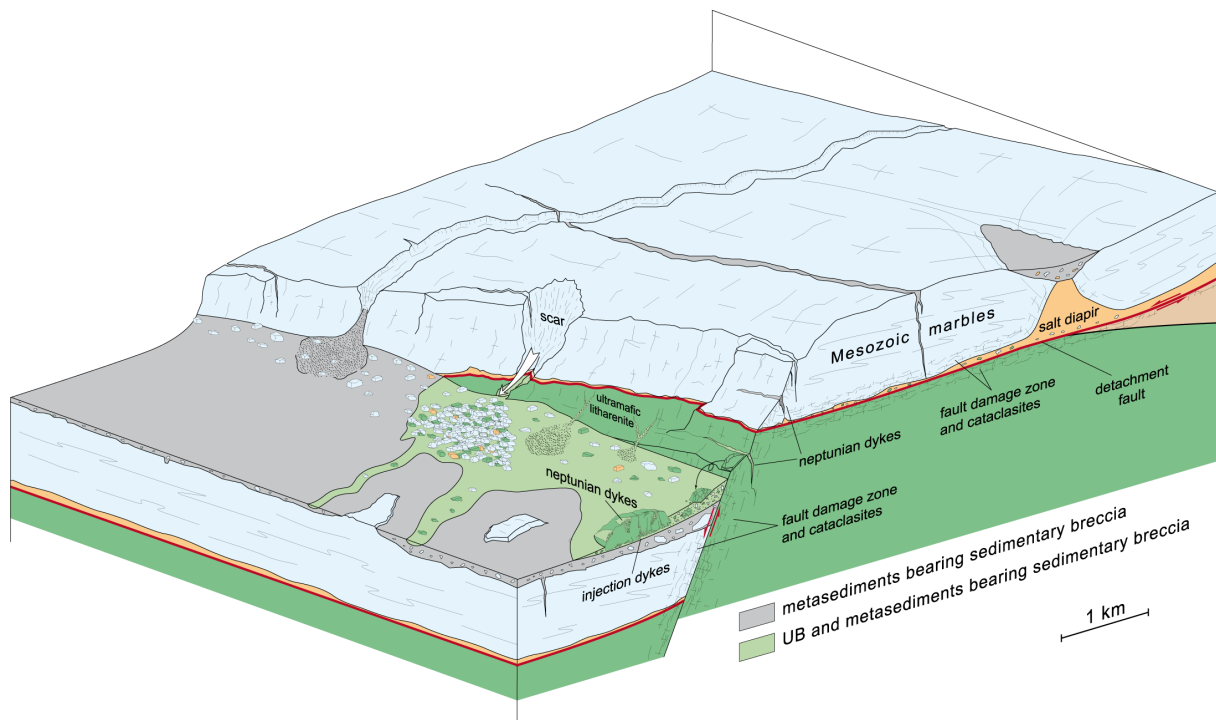 scar
Mesozoic marbles
salt diapir
ultramafic
litharenite
fault damage zone
and cataclasites
detachment
fault
neptunian dykes
neptunian dykes
fault damage zone
and cataclasites
injection dykes
metasediments bearing sedimentary breccia
UB and metasediments bearing sedimentary breccia
1 km